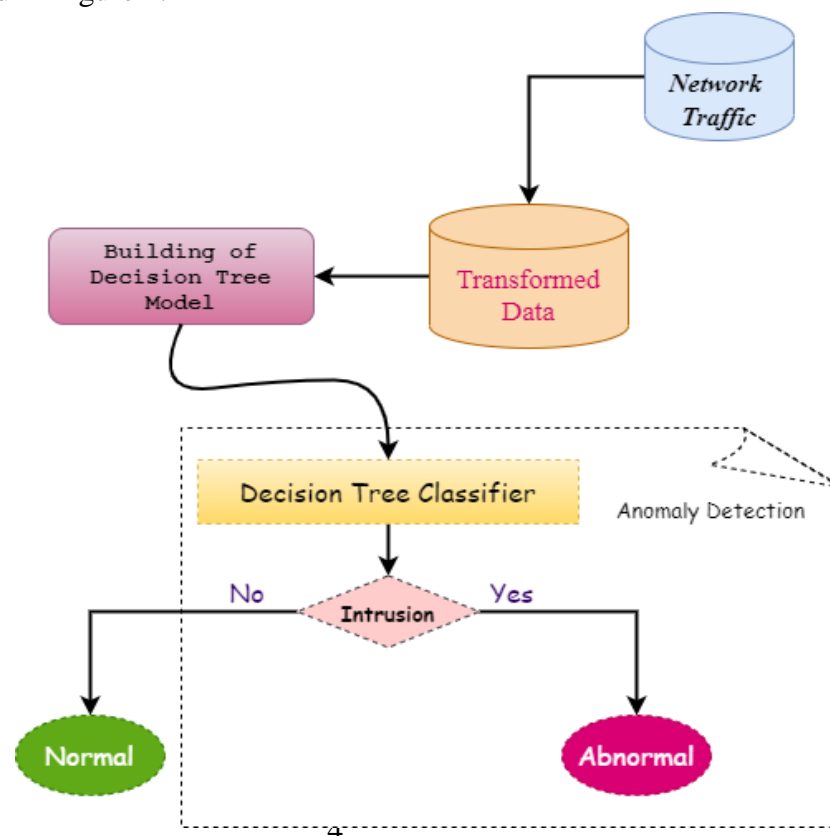 Network
Traffic
Building of
Decision Tree
Model
Transformed
Data
Decision Tree Classifier
Anomaly Detection
No
Yes
Intrusion
Normal
Abnormal
4